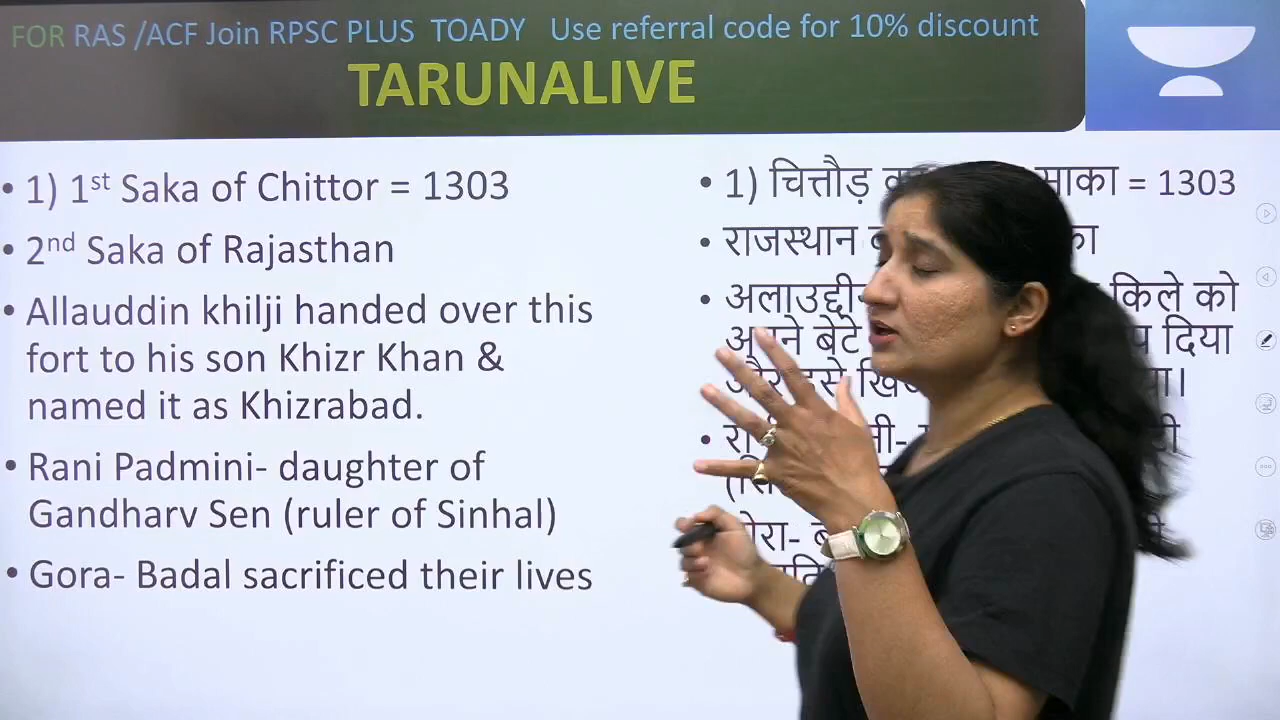 FOR RAS /ACF Join RPSC PLUS TOADY Use referral code for 10% discount
TARUNALIVE
• 1) 1st Saka of Chittor = 1303
• 2nd Saka of Rajasthan
• Allauddin khilji handed over this
fort to his son Khizr Khan &
named it as Khizrabad.
• Rani Padmini- daughter of
Gandharv Sen (ruler of Sinhal)
• Gora- Badal sacrificed their lives
• 1) चित्तौड़ साका = 1303
• राजस्थान
• किले को
बेटे दिया